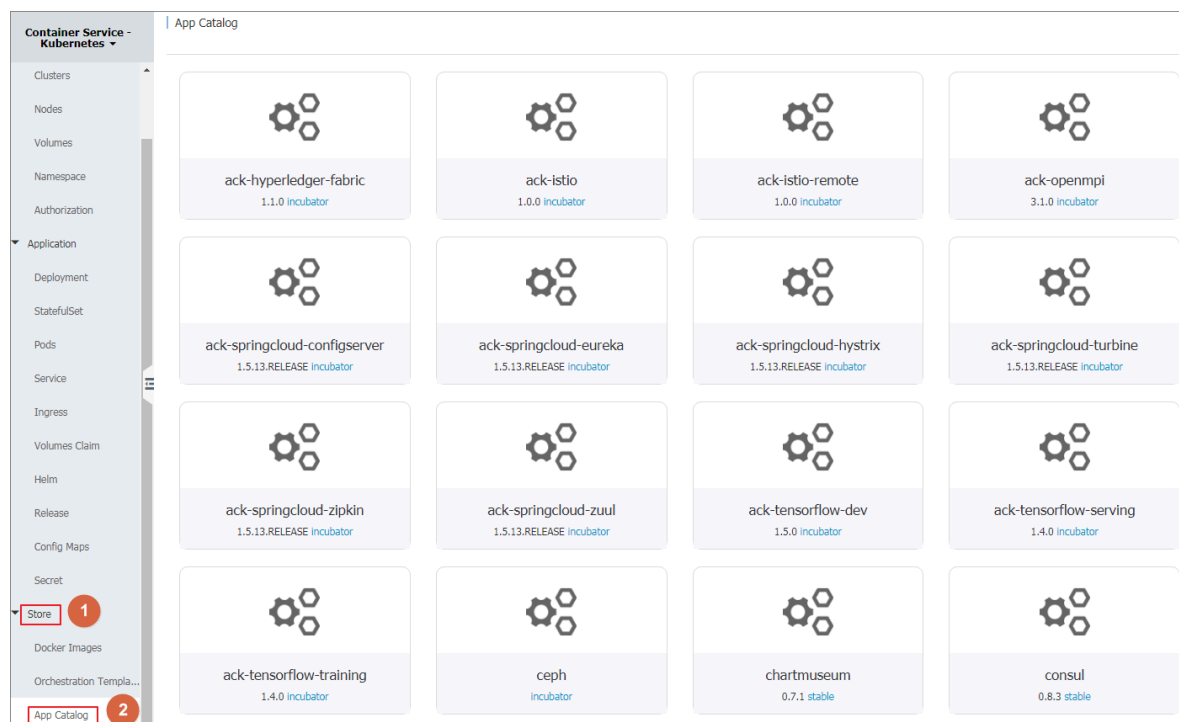 Container Service -
Kubernetes
Clusters
Nodes
Volumes
Namespace
Authorization
Application
Deployment
StatefulSet
Pods
Service
Ingress
Volumes Claim
Helm
Release
Config Maps
Secret
Store 1
Docker Images
Orchestration Templa...
App Catalog 2
App Catalog
ack-hyperledger-fabric
1.1.0 incubator
ack-istio
1.0.0 incubator
ack-istio-remote
1.0.0 incubator
ack-openmpi
3.1.0 incubator
ack-springcloud-configserver
1.5.13.RELEASE incubator
ack-springcloud-eureka
1.5.13.RELEASE incubator
ack-springcloud-hystrix
1.5.13.RELEASE incubator
ack-springcloud-turbine
1.5.13.RELEASE incubator
ack-springcloud-zipkin
1.5.13.RELEASE incubator
ack-springcloud-zuul
1.5.13.RELEASE incubator
ack-tensorflow-dev
1.5.0 incubator
ack-tensorflow-serving
1.4.0 incubator
ack-tensorflow-training
1.4.0 incubator
ceph
incubator
chartmuseum
0.7.1 stable
consul
0.8.3 stable